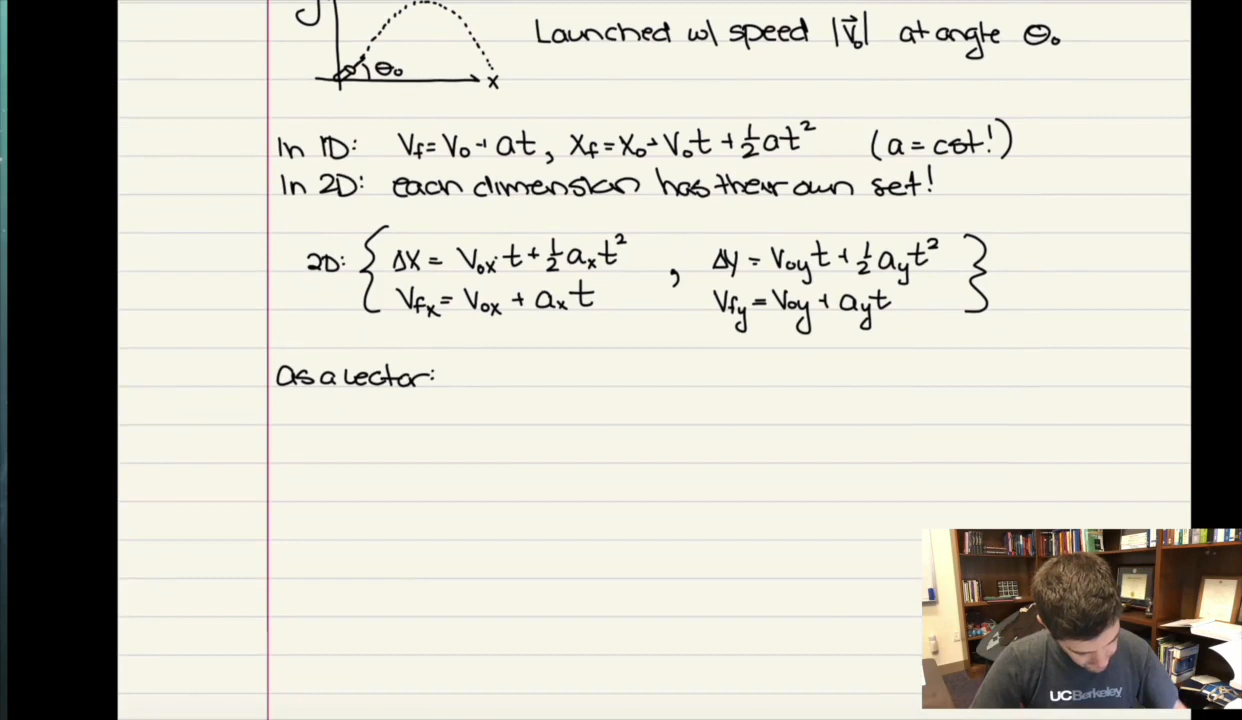 y
Launched w/ speed |v⃗₀| at angle θ₀
θ₀
x
In 1D: Vf = V₀ + at, Xf = X₀ + V₀t + ½at² (a = cst!)
In 2D: each dimension has their own set!
2D: { ΔX = V₀ₓt + ½aₓt² , Δy = V₀yt + ½ayt² }
Vfₓ = V₀ₓ + aₓt Vfy = V₀y + ayt
As a vector:
UC Berkeley